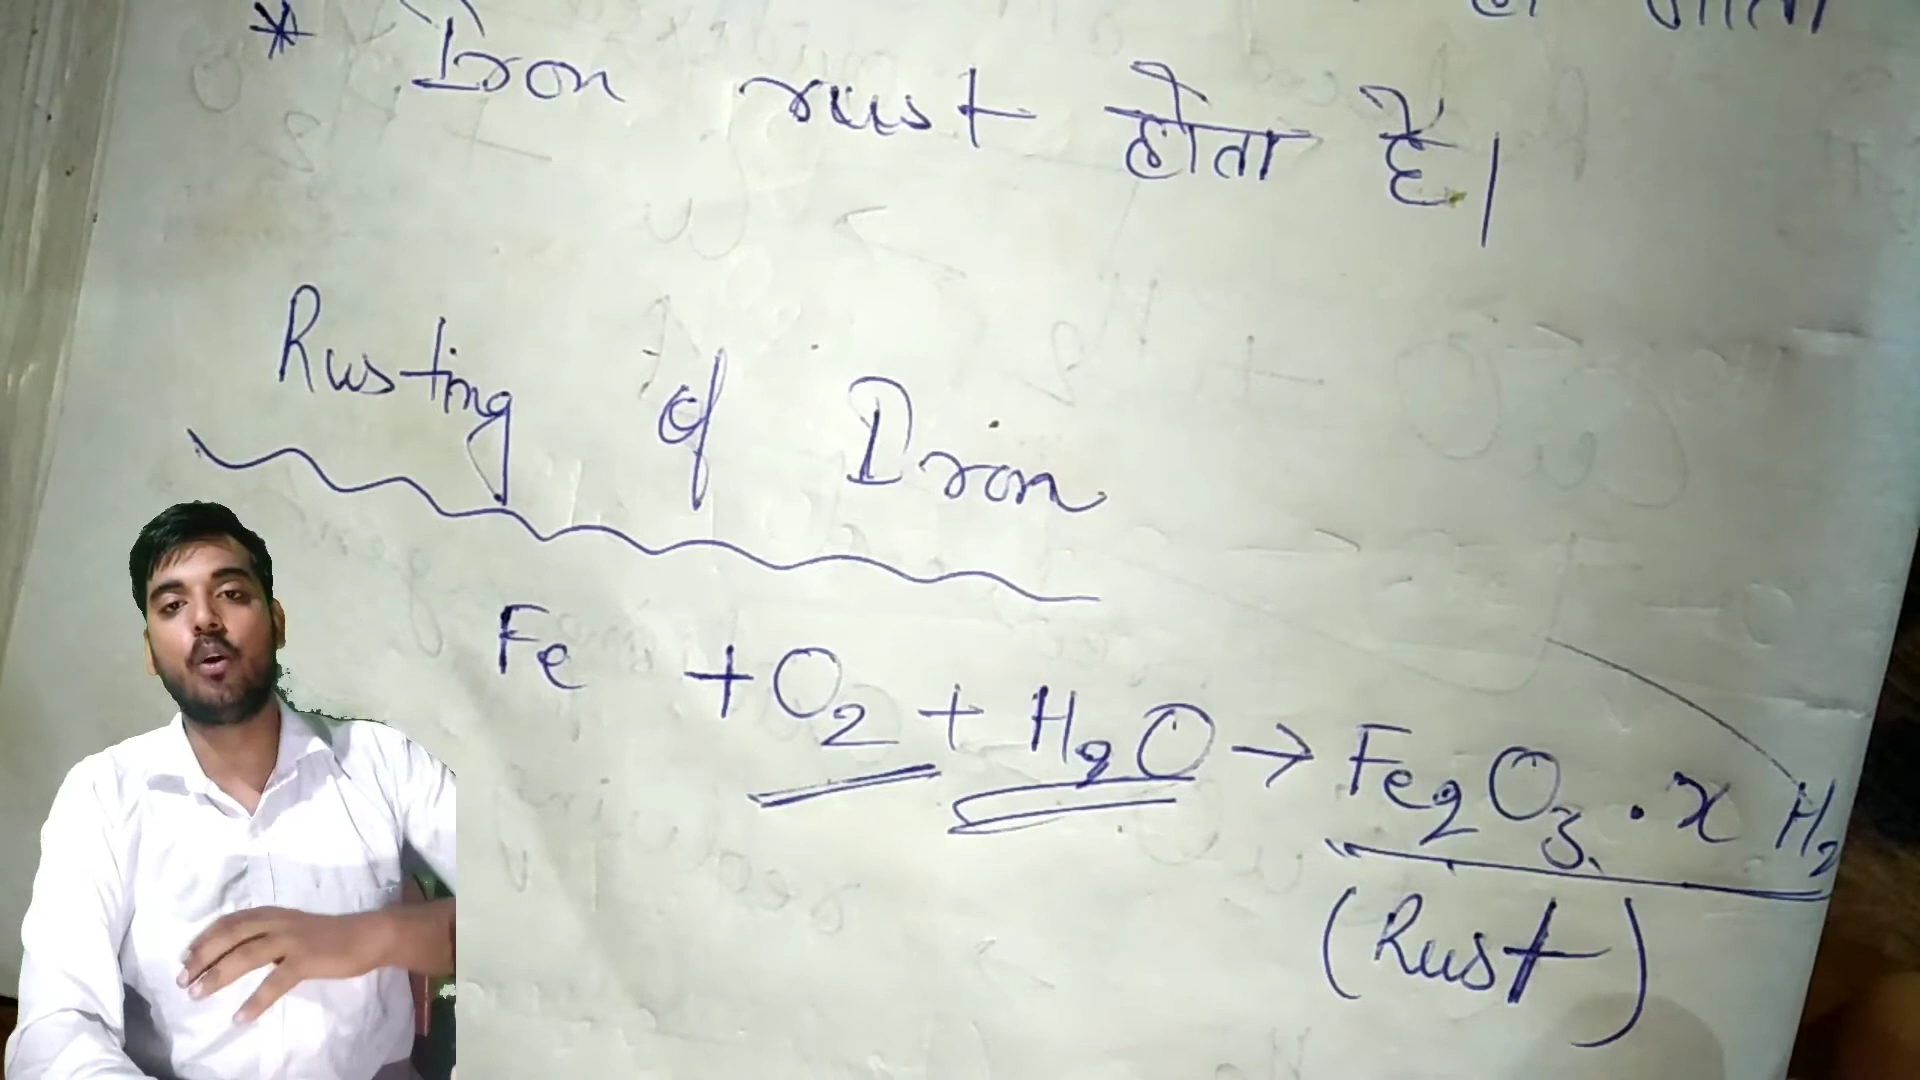 * Iron rust होता है।
Rusting of Iron
Fe + O₂ + H₂O → Fe₂O₃ . x H₂
(Rust)